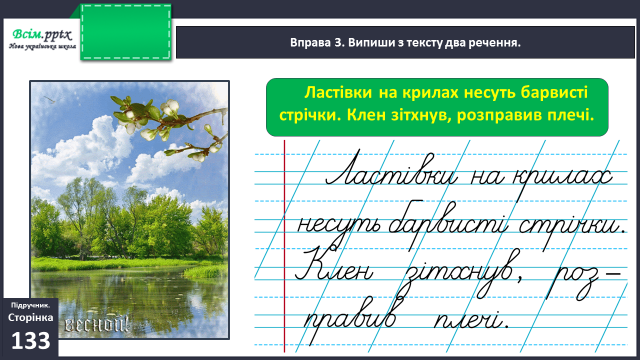 Всім.pptx
Нова українська школа
Вправа 3. Випиши з тексту два речення.
Ластівки на крилах несуть барвисті
стрічки. Клен зітхнув, розправив плечі.
Ластівки на крилах
несуть барвисті стрічки.
Клен зітхнув, роз–
правив плечі.
весной!
Підручник.
Сторінка
133